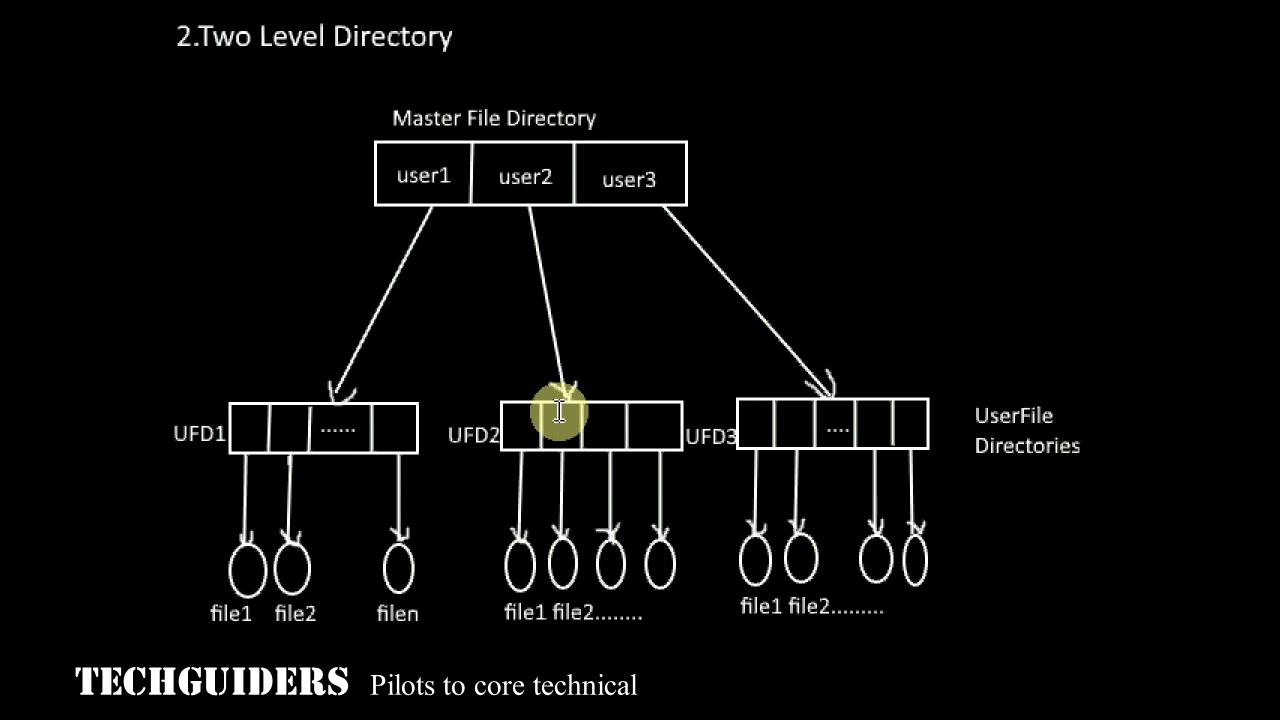 2.Two Level Directory
Master File Directory
user1 user2 user3
UFD1 ...... UFD2 UFD3 .... UserFile
Directories
file1 file2 filen file1 file2........ file1 file2.........
TECHGUIDERS Pilots to core technical